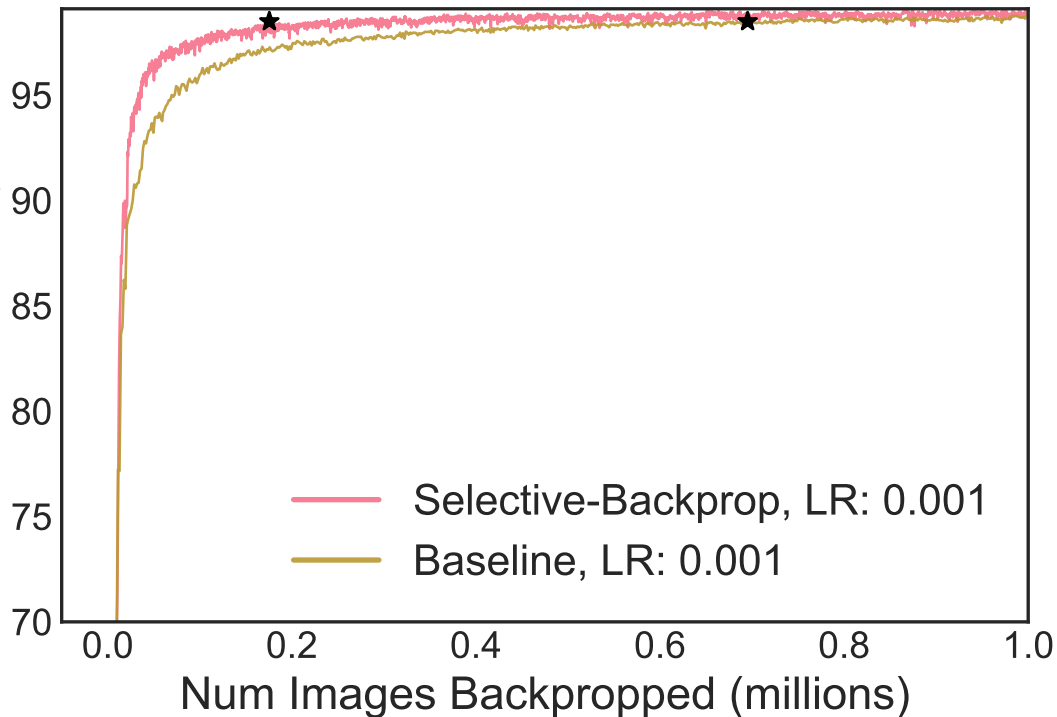 95
90
85
80
75
70
Selective-Backprop, LR: 0.001
Baseline, LR: 0.001
0.0 0.2 0.4 0.6 0.8 1.0
Num Images Backpropped (millions)